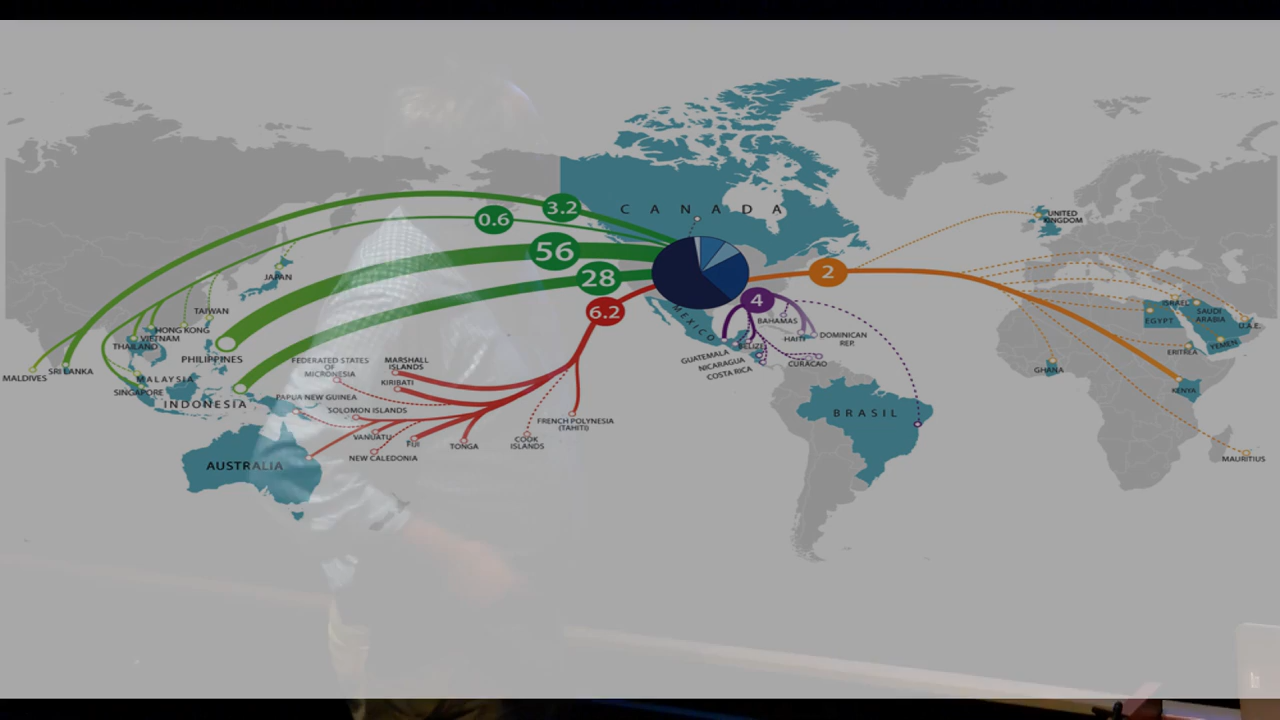 CANADA
3.2
0.6
56
28
6.2
2
4
UNITED
KINGDOM
JAPAN
TAIWAN
HONG KONG
VIETNAM
THAILAND
PHILIPPINES
MALDIVES
SRI LANKA
MALAYSIA
SINGAPORE
INDONESIA
FEDERATED STATES
OF
MICRONESIA
MARSHALL
ISLANDS
KIRIBATI
PAPUA NEW GUINEA
SOLOMON ISLANDS
VANUATU
FIJI
NEW CALEDONIA
TONGA
COOK
ISLANDS
FRENCH POLYNESIA
(TAHITI)
AUSTRALIA
MEXICO
BAHAMAS
HAITI
DOMINICAN
REP.
BELIZE
GUATEMALA
NICARAGUA
COSTA RICA
CURACAO
BRASIL
ISRAEL
EGYPT
SAUDI
ARABIA
U.A.E.
YEMEN
ERITREA
GHANA
KENYA
MAURITIUS